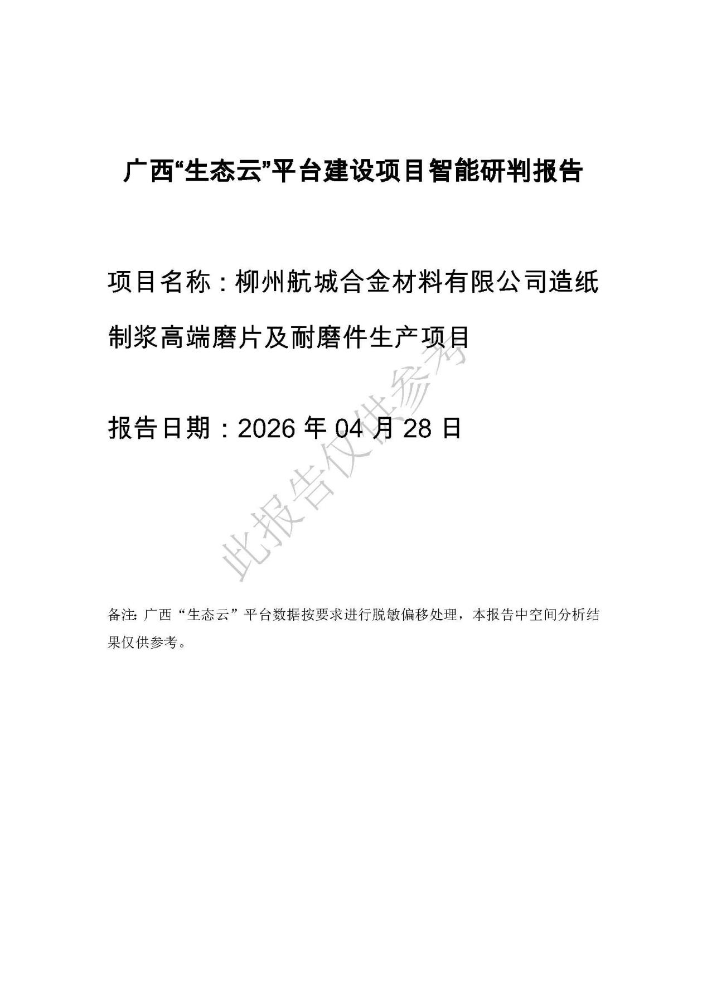 广西“生态云”平台建设项目智能研判报告
项目名称：柳州航城合金材料有限公司造纸
制浆高端磨片及耐磨件生产项目
报告日期：2026 年 04 月 28 日
此报告仅供参考
备注：广西“生态云”平台数据按要求进行脱敏偏移处理，本报告中空间分析结
果仅供参考。